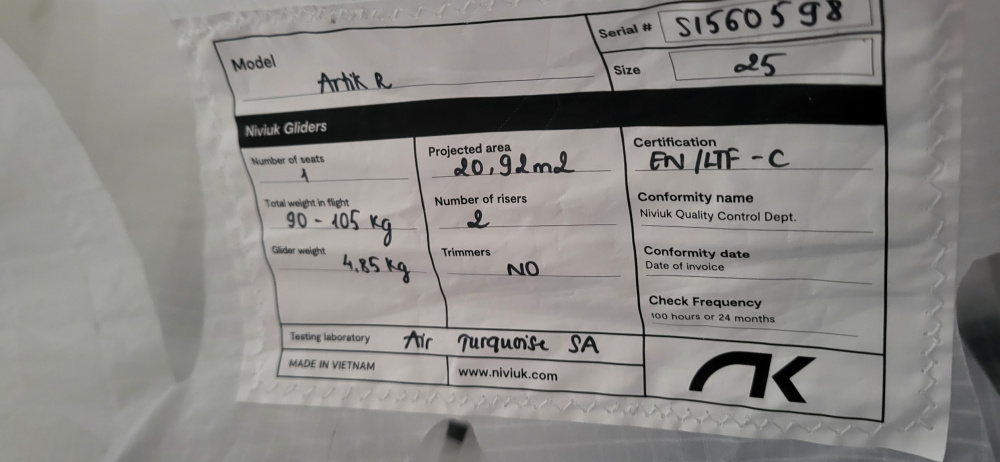 Model Artik R
Serial # S1560598
Size 25
Niviuk Gliders
Number of seats
1
Total weight in flight
90 - 105 Kg
Glider weight
4.85 Kg
Projected area
20,92m2
Number of risers
2
Trimmers
NO
Certification
EN/LTF - C
Conformity name
Niviuk Quality Control Dept.
Conformity date
Date of invoice
Check Frequency
100 hours or 24 months
Testing laboratory Air Turquoise SA
MADE IN VIETNAM
www.niviuk.com